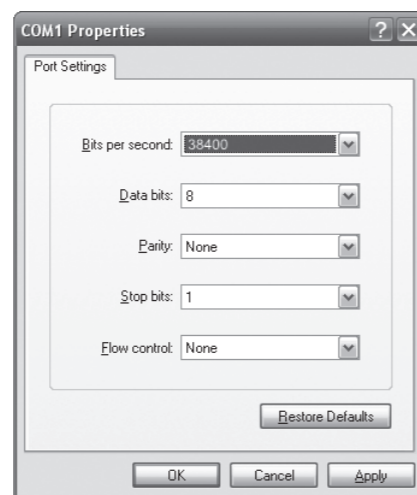 COM1 Properties
Port Settings
Bits per second: 38400
Data bits: 8
Parity: None
Stop bits: 1
Flow control: None
Restore Defaults
OK Cancel Apply